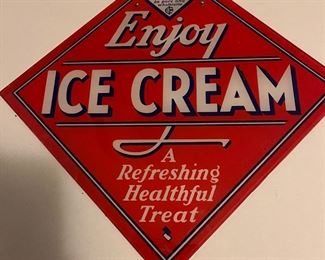 Enjoy
ICE CREAM
A
Refreshing
Healthful
Treat